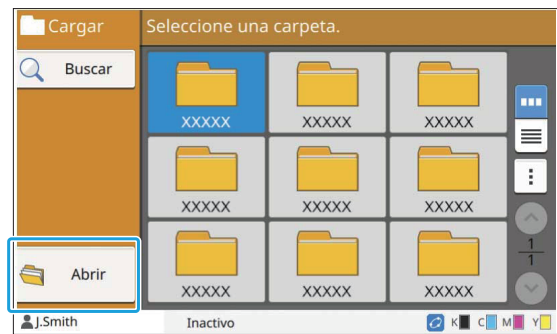 Cargar
Seleccione una carpeta.
Buscar
XXXXX XXXXX XXXXX
XXXXX XXXXX XXXXX
XXXXX XXXXX XXXXX
1
1
Abrir
J.Smith
Inactivo
K C M Y